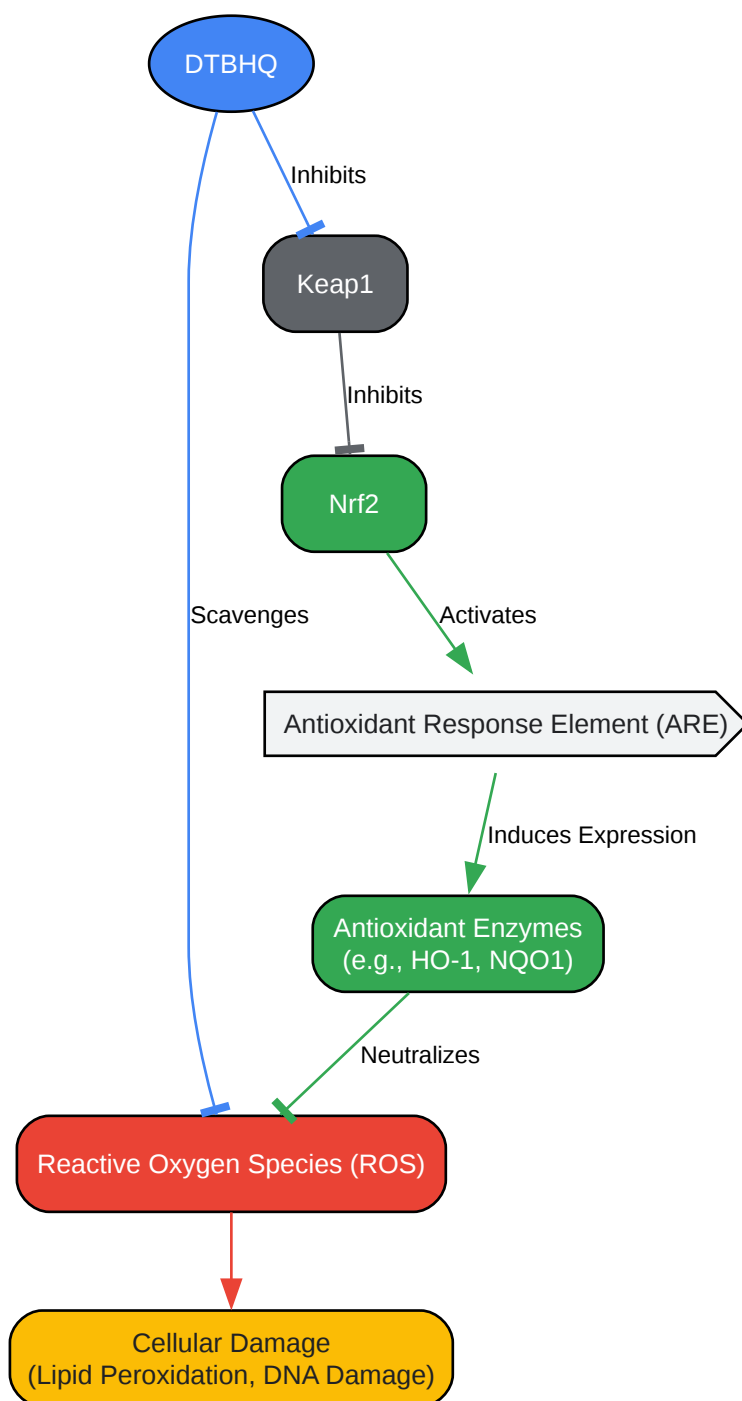 DTBHQ
Inhibits
Keap1
Inhibits
Nrf2
Scavenges
Activates
Antioxidant Response Element (ARE)
Induces Expression
Antioxidant Enzymes
(e.g., HO-1, NQO1)
Neutralizes
Reactive Oxygen Species (ROS)
Cellular Damage
(Lipid Peroxidation, DNA Damage)